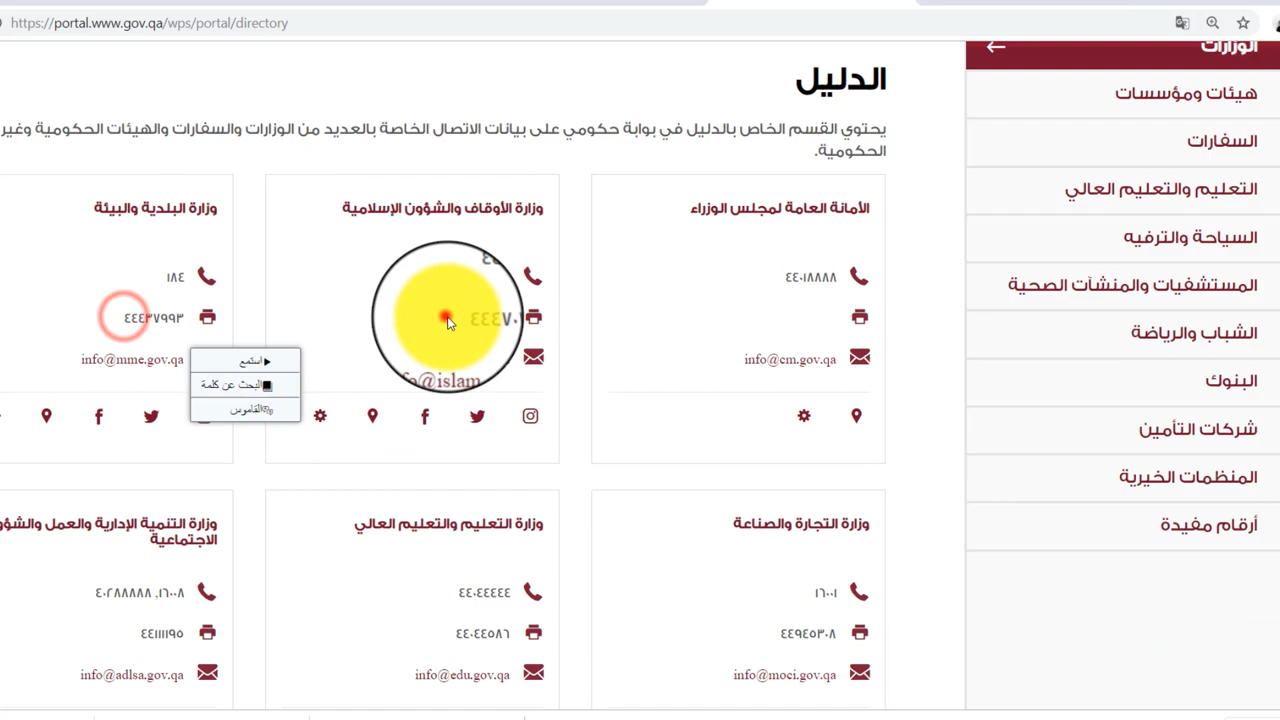 https://portal.www.gov.qa/wps/portal/directory
الوزارات
هيئات ومؤسسات
السفارات
التعليم والتعليم العالي
السياحة والترفيه
المستشفيات والمنشآت الصحية
الشباب والرياضة
البنوك
شركات التأمين
المنظمات الخيرية
أرقام مفيدة
الدليل
يحتوي القسم الخاص بالدليل في بوابة حكومي على بيانات الاتصال الخاصة بالعديد من الوزارات والسفارات والهيئات الحكومية وغير
الحكومية.
الأمانة العامة لمجلس الوزراء
٤٤٠١٨٨٨٨
info@cm.gov.qa
وزارة الأوقاف والشؤون الإسلامية
@islam
وزارة البلدية والبيئة
١٨٤
٤٤٤٣٧٩٩٣
info@mme.gov.qa
استمع
البحث عن كلمة
القاموس
وزارة التجارة والصناعة
١٦٠٠١
٤٤٩٤٥٣٠٨
info@moci.gov.qa
وزارة التعليم والتعليم العالي
٤٤٠٤٤٤٤٤
٤٤٠٤٤٥٨٦
info@edu.gov.qa
وزارة التنمية الإدارية والعمل والشؤو
الاجتماعية
١٦٠٠٨, ٤٠٢٨٨٨٨٨
٤٤١١١١٩٥
info@adlsa.gov.qa